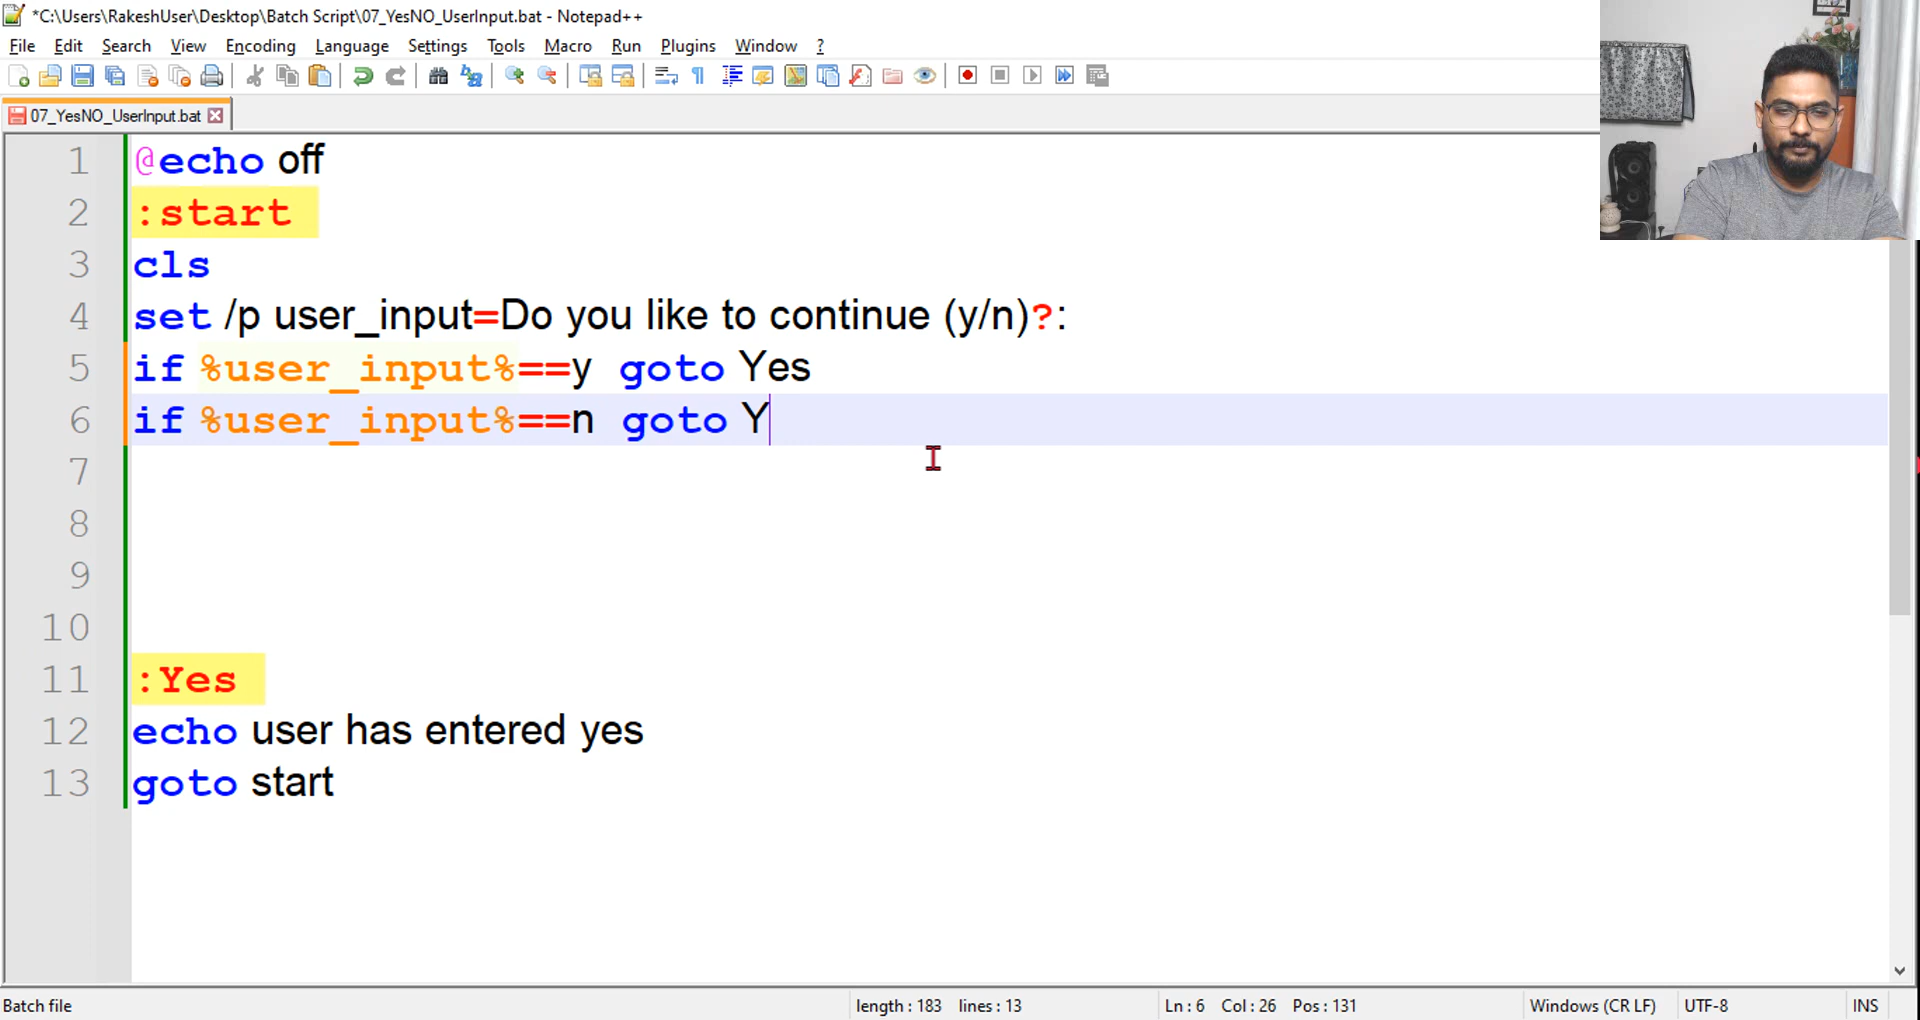 *C:\Users\RakeshUser\Desktop\Batch Script\07_YesNO_UserInput.bat - Notepad++
File Edit Search View Encoding Language Settings Tools Macro Run Plugins Window ?
07_YesNO_UserInput.bat
1 @echo off
2 :start
3 cls
4 set /p user_input=Do you like to continue (y/n)?:
5 if %user_input%==y goto Yes
6 if %user_input%==n goto Y
7
8
9
10
11 :Yes
12 echo user has entered yes
13 goto start
Batch file length : 183 lines : 13 Ln : 6 Col : 26 Pos : 131 Windows (CR LF) UTF-8 INS